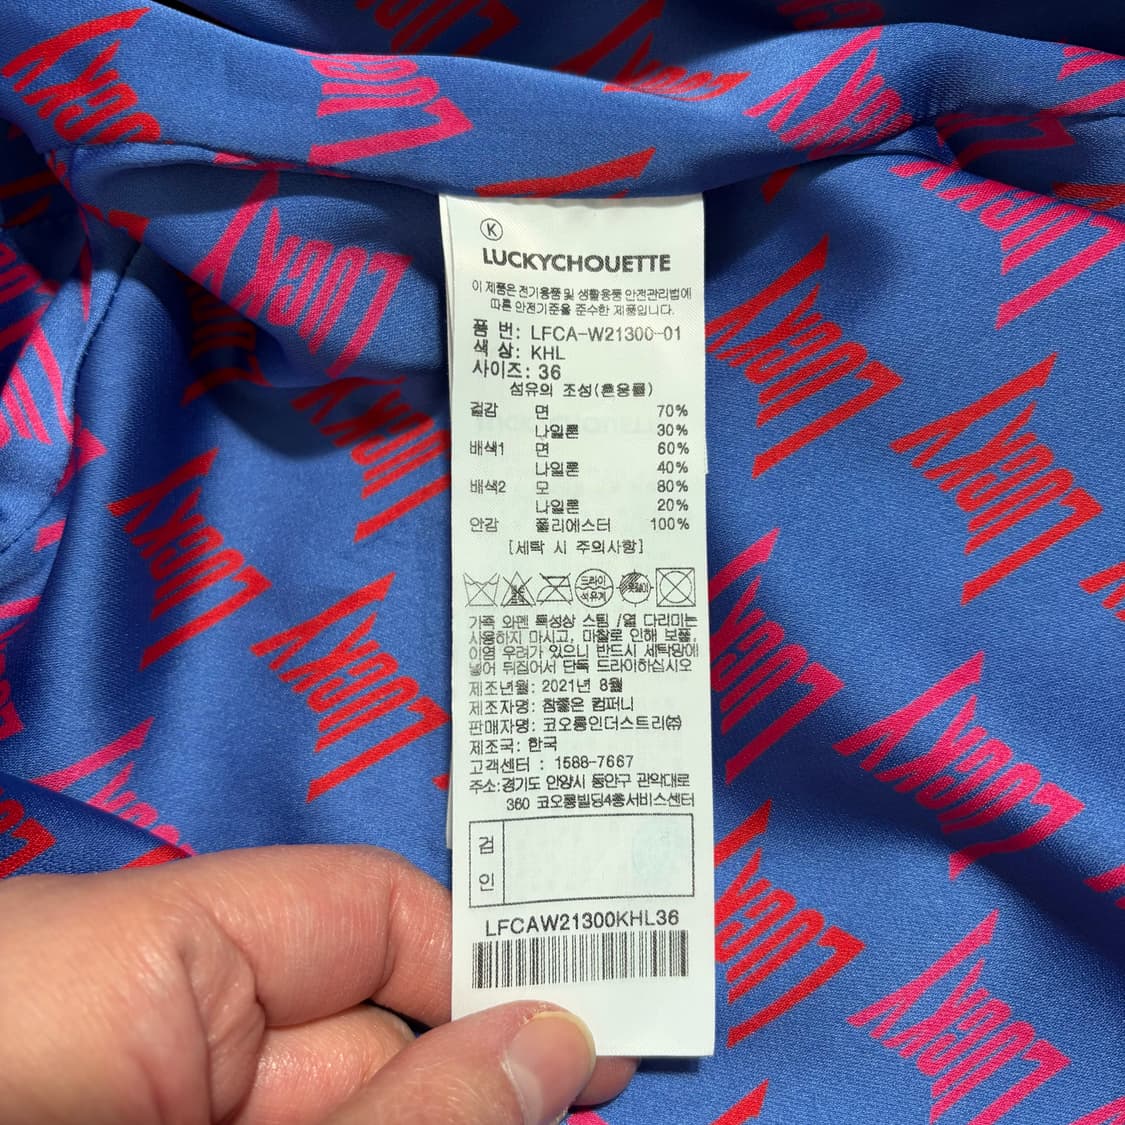 K
LUCKYCHOUETTE
이 제품은 전기용품 및 생활용품 안전관리법에
따른 안전기준을 준수한 제품입니다.
품 번: LFCA-W21300-01
색 상: KHL
사이즈: 36
섬유의 조성(혼용률)
겉감 면 70%
나일론 30%
배색1 면 60%
나일론 40%
배색2 모 80%
나일론 20%
안감 폴리에스터 100%
[세탁 시 주의사항]
드라이
석유계
가죽 와펜 특성상 스팀/열 다리미는
사용하지 마시고, 마찰로 인해 보풀,
이염 우려가 있으니 반드시 세탁망에
넣어 뒤집어서 단독 드라이하십시오
제조년월: 2021년 8월
제조자명: 참좋은 컴퍼니
판매자명: 코오롱인더스트리㈜
제조국: 한국
고객센터 : 1588-7667
주소:경기도 안양시 동안구 관악대로
360 코오롱빌딩4층서비스센터
검
인
LFCAW21300KHL36
LUCKY
LUCKY
LUCKY
LUCKY
LUCKY
LUCKY
LUCKY
LUCKY
LUCKY
LUCKY
LUCKY